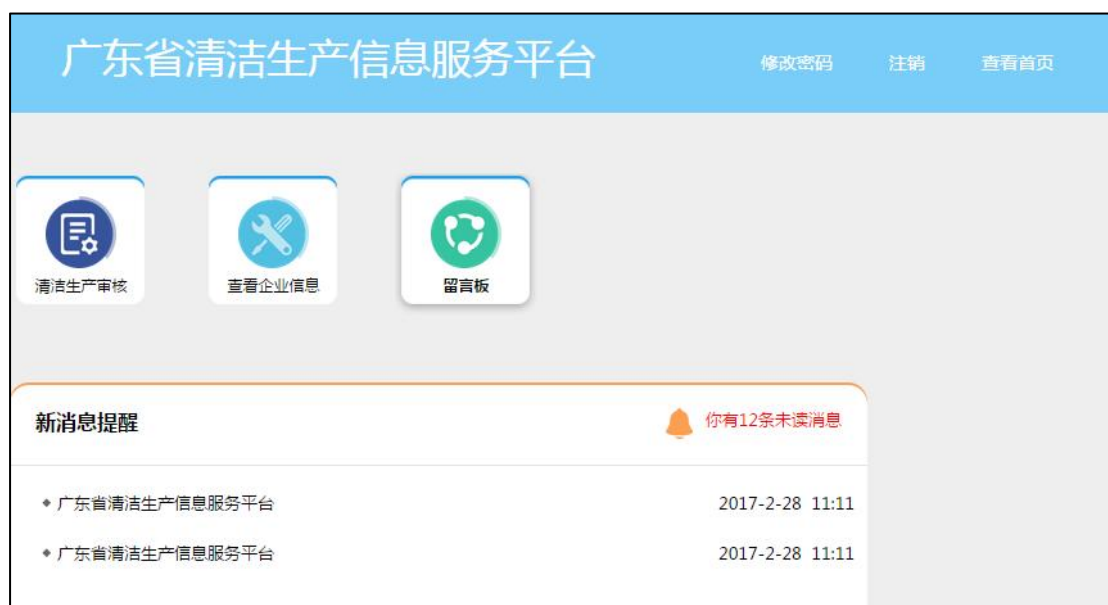 广东省清洁生产信息服务平台
修改密码 注销 查看首页
清洁生产审核 查看企业信息 留言板
新消息提醒 你有12条未读消息
广东省清洁生产信息服务平台 2017-2-28 11:11
广东省清洁生产信息服务平台 2017-2-28 11:11